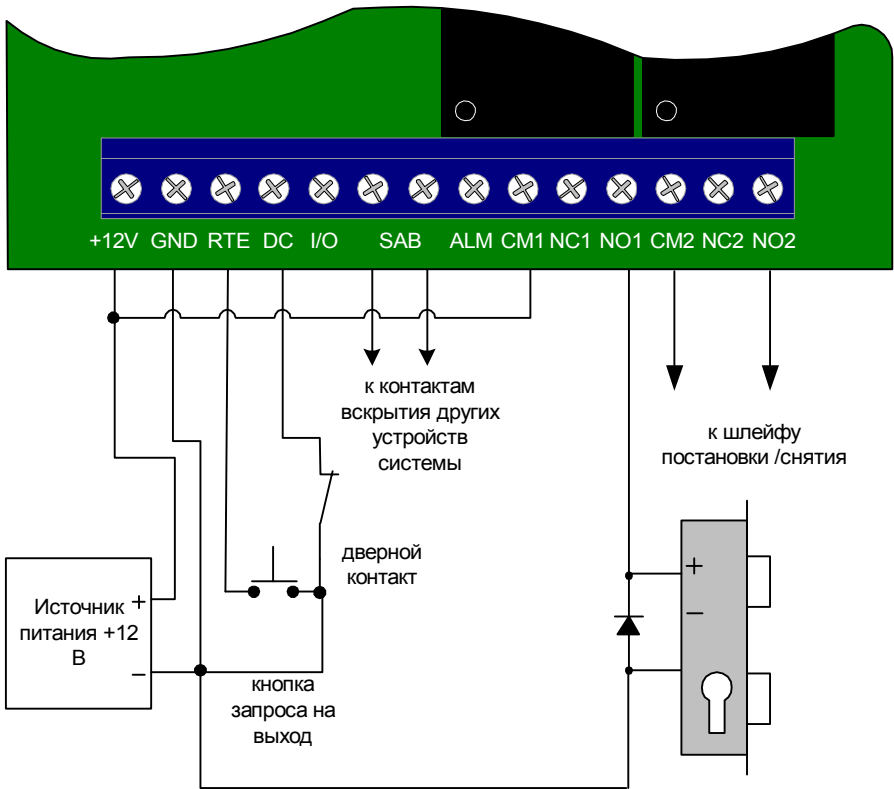 +12V GND RTE DC I/O SAB ALM CM1 NC1 NO1 CM2 NC2 NO2
к контактам
вскрытия других
устройств
системы
к шлейфу
постановки /снятия
дверной
контакт
Источник +
питания +12
В
–
кнопка
запроса на
выход
+
–